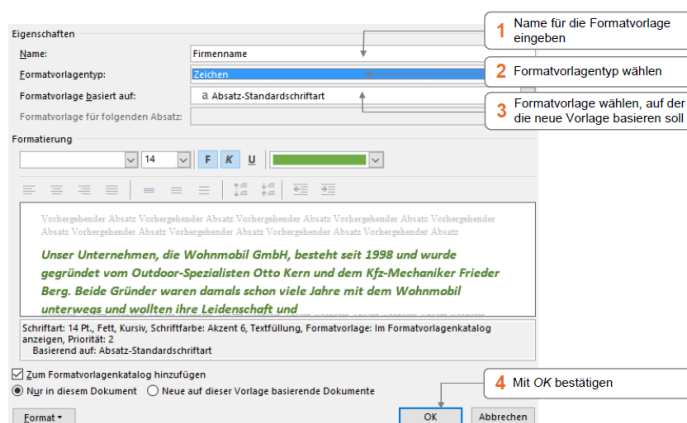 Eigenschaften
1 Name für die Formatvorlage
eingeben
Name:
Firmenname
Formatvorlagentyp:
Zeichen
2 Formatvorlagentyp wählen
Formatvorlage basiert auf:
a Absatz-Standardschriftart
3 Formatvorlage wählen, auf der
die neue Vorlage basieren soll
Formatvorlage für folgenden Absatz:
Formatierung
14 F K U
Vorhergehender Absatz Vorhergehender Absatz Vorhergehender Absatz Vorhergehender Absatz Vorhergehender
Absatz Vorhergehender Absatz Vorhergehender Absatz Vorhergehender Absatz Vorhergehender Absatz
Unser Unternehmen, die Wohnmobil GmbH, besteht seit 1998 und wurde
gegründet vom Outdoor-Spezialisten Otto Kern und dem Kfz-Mechaniker Frieder
Berg. Beide Gründer waren damals schon viele Jahre mit dem Wohnmobil
unterwegs und wollten ihre Leidenschaft und
Schriftart: 14 Pt., Fett, Kursiv, Schriftfarbe: Akzent 6, Textfüllung, Formatvorlage: Im Formatvorlagenkatalog
anzeigen, Priorität: 2
Basierend auf: Absatz-Standardschriftart
Zum Formatvorlagenkatalog hinzufügen
Nur in diesem Dokument Neue auf dieser Vorlage basierende Dokumente
4 Mit OK bestätigen
Format
OK
Abbrechen